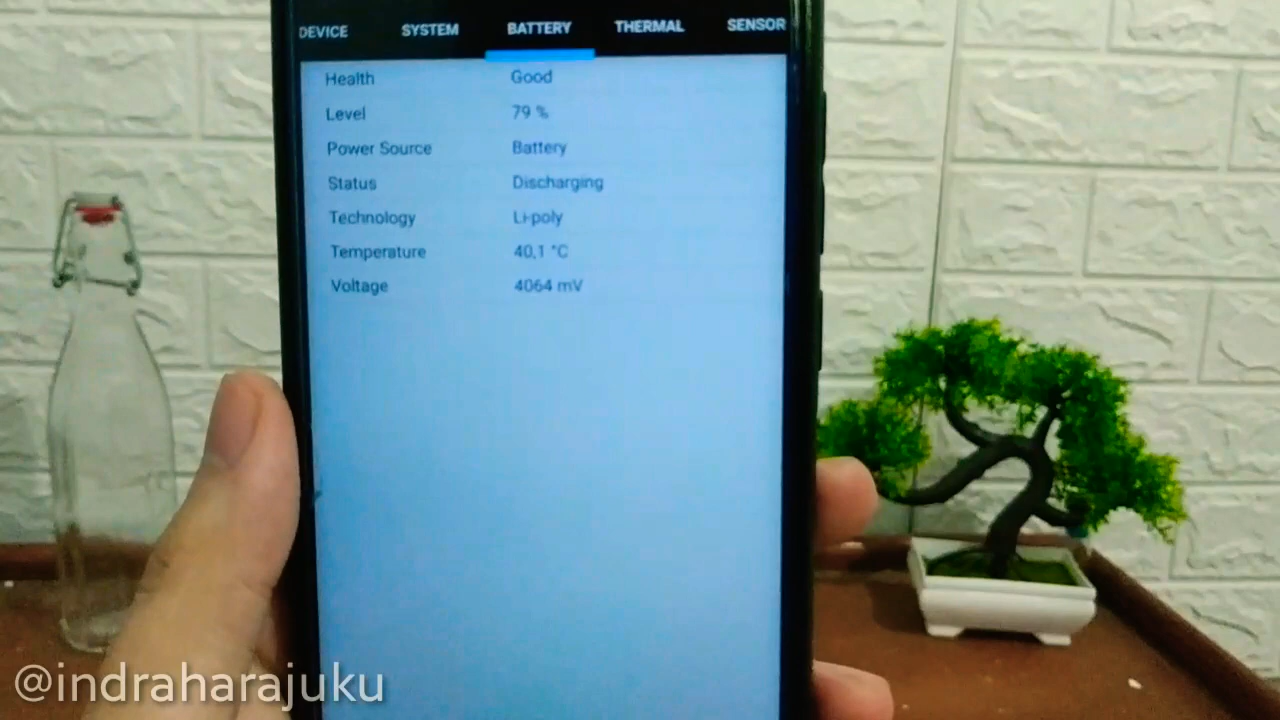 DEVICE SYSTEM BATTERY THERMAL SENSOR
Health Good
Level 79 %
Power Source Battery
Status Discharging
Technology Li-poly
Temperature 40,1 °C
Voltage 4064 mV
@indraharajuku